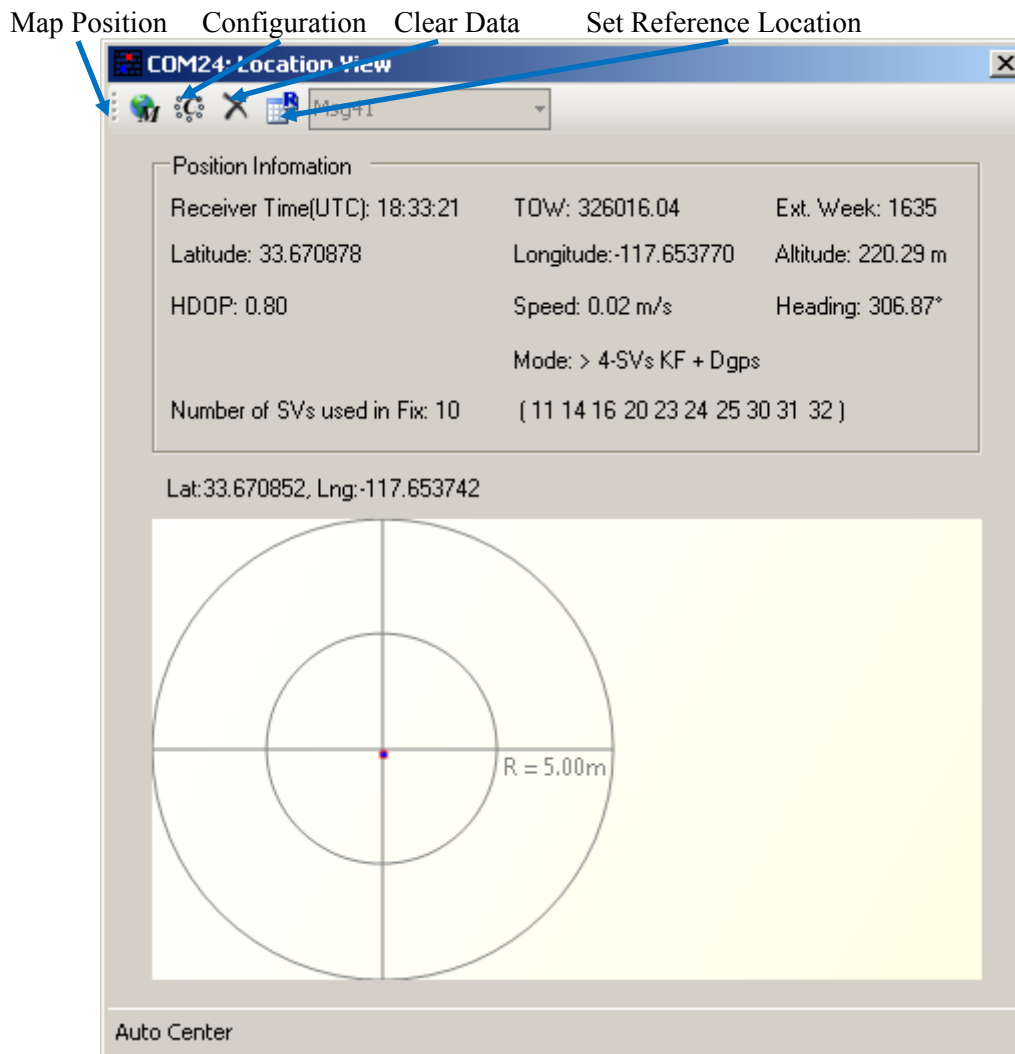 Map Position Configuration Clear Data Set Reference Location
COM24: Location View
M C R Msg41
Position Infomation
Receiver Time(UTC): 18:33:21 TOW: 326016.04 Ext. Week: 1635
Latitude: 33.670878 Longitude:-117.653770 Altitude: 220.29 m
HDOP: 0.80 Speed: 0.02 m/s Heading: 306.87°
Mode: > 4-SVs KF + Dgps
Number of SVs used in Fix: 10 ( 11 14 16 20 23 24 25 30 31 32 )
Lat:33.670852, Lng:-117.653742
R = 5.00m
Auto Center